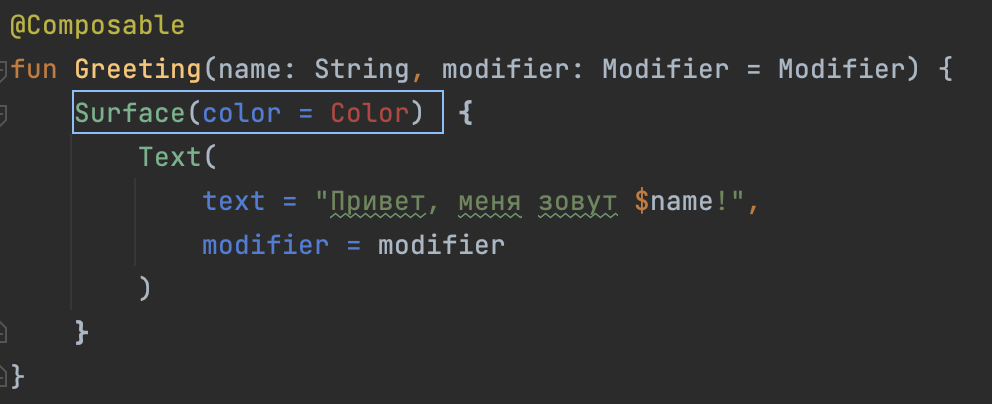 @Composable
fun Greeting(name: String, modifier: Modifier = Modifier) {
Surface(color = Color) {
Text(
text = "Привет, меня зовут $name!",
modifier = modifier
)
}
}